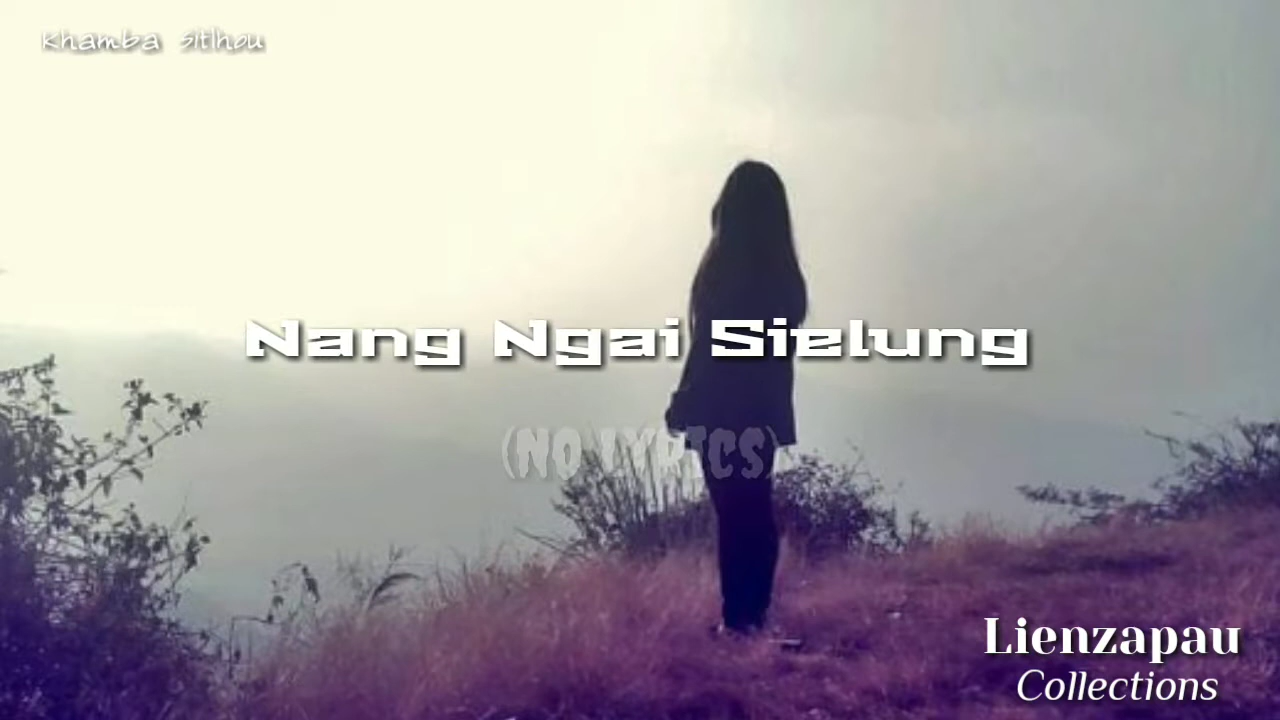 Khamba Sitlhou
Nang Ngai Sielung
(NO LYRICS)
Lienzapau
Collections